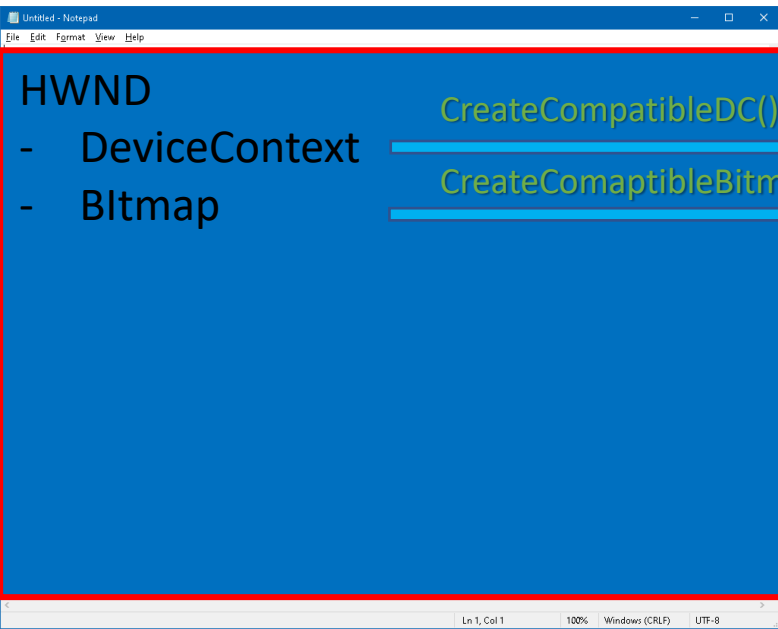 Untitled - Notepad
File Edit Format View Help
HWND
- DeviceContext
- BItmap
CreateCompatibleDC()
CreateComaptibleBitm
Ln 1, Col 1 100% Windows (CRLF) UTF-8